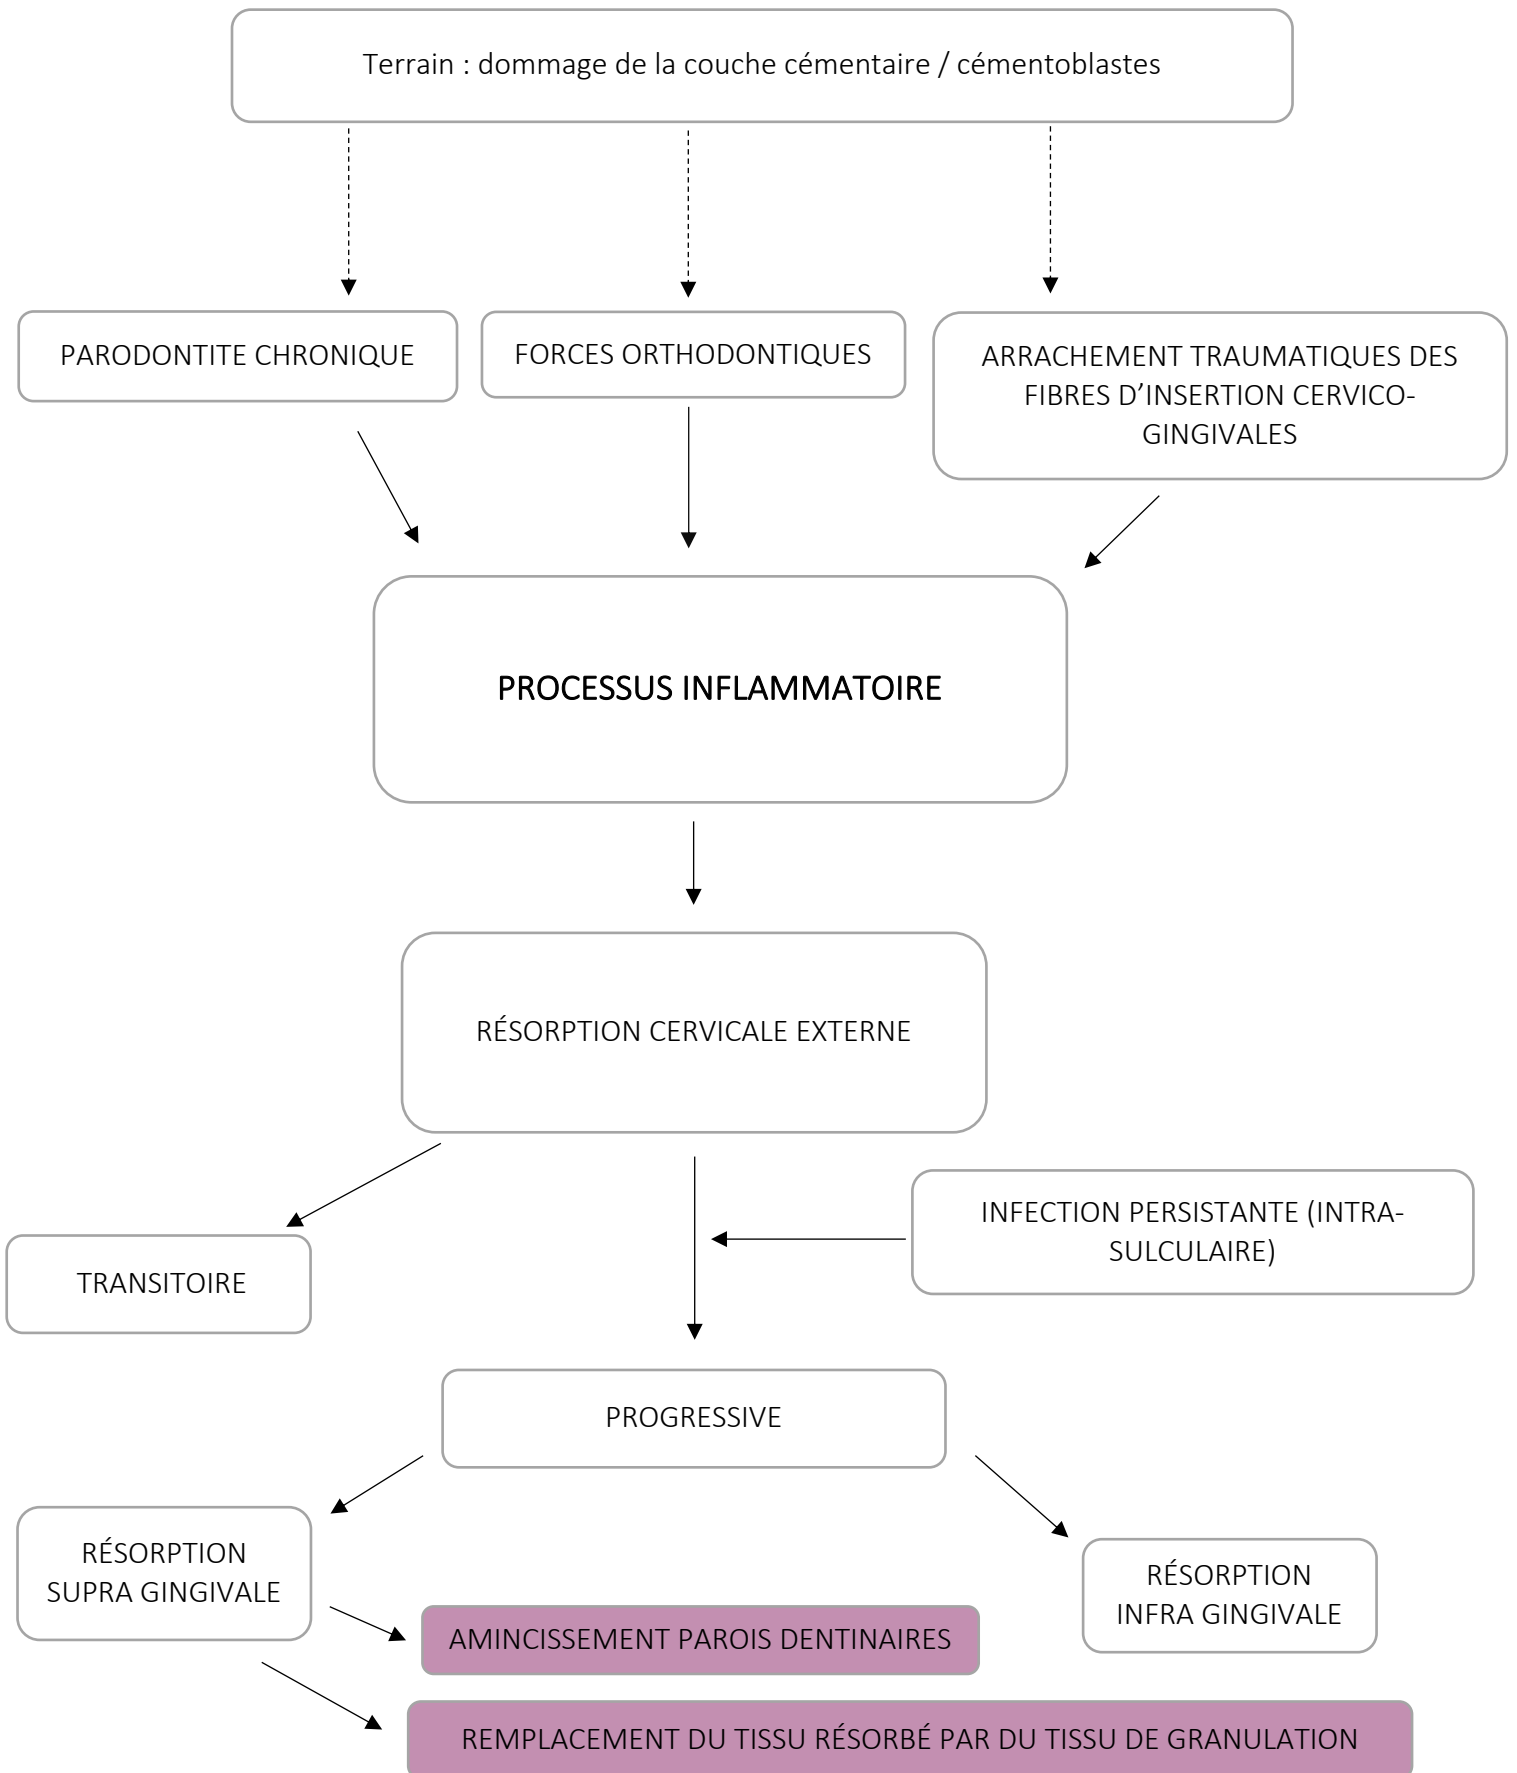 Terrain : dommage de la couche cémentaire / cémentoblastes
PARODONTITE CHRONIQUE
FORCES ORTHODONTIQUES
ARRACHEMENT TRAUMATIQUES DES
FIBRES D’INSERTION CERVICO-
GINGIVALES
PROCESSUS INFLAMMATOIRE
RÉSORPTION CERVICALE EXTERNE
INFECTION PERSISTANTE (INTRA-
SULCULAIRE)
TRANSITOIRE
PROGRESSIVE
RÉSORPTION
SUPRA GINGIVALE
RÉSORPTION
INFRA GINGIVALE
AMINCISSEMENT PAROIS DENTINAIRES
REMPLACEMENT DU TISSU RÉSORBÉ PAR DU TISSU DE GRANULATION